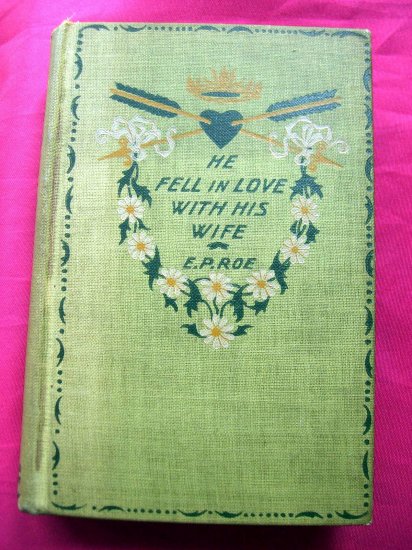 HE
FELL IN LOVE
WITH HIS
WIFE
E.P. ROE